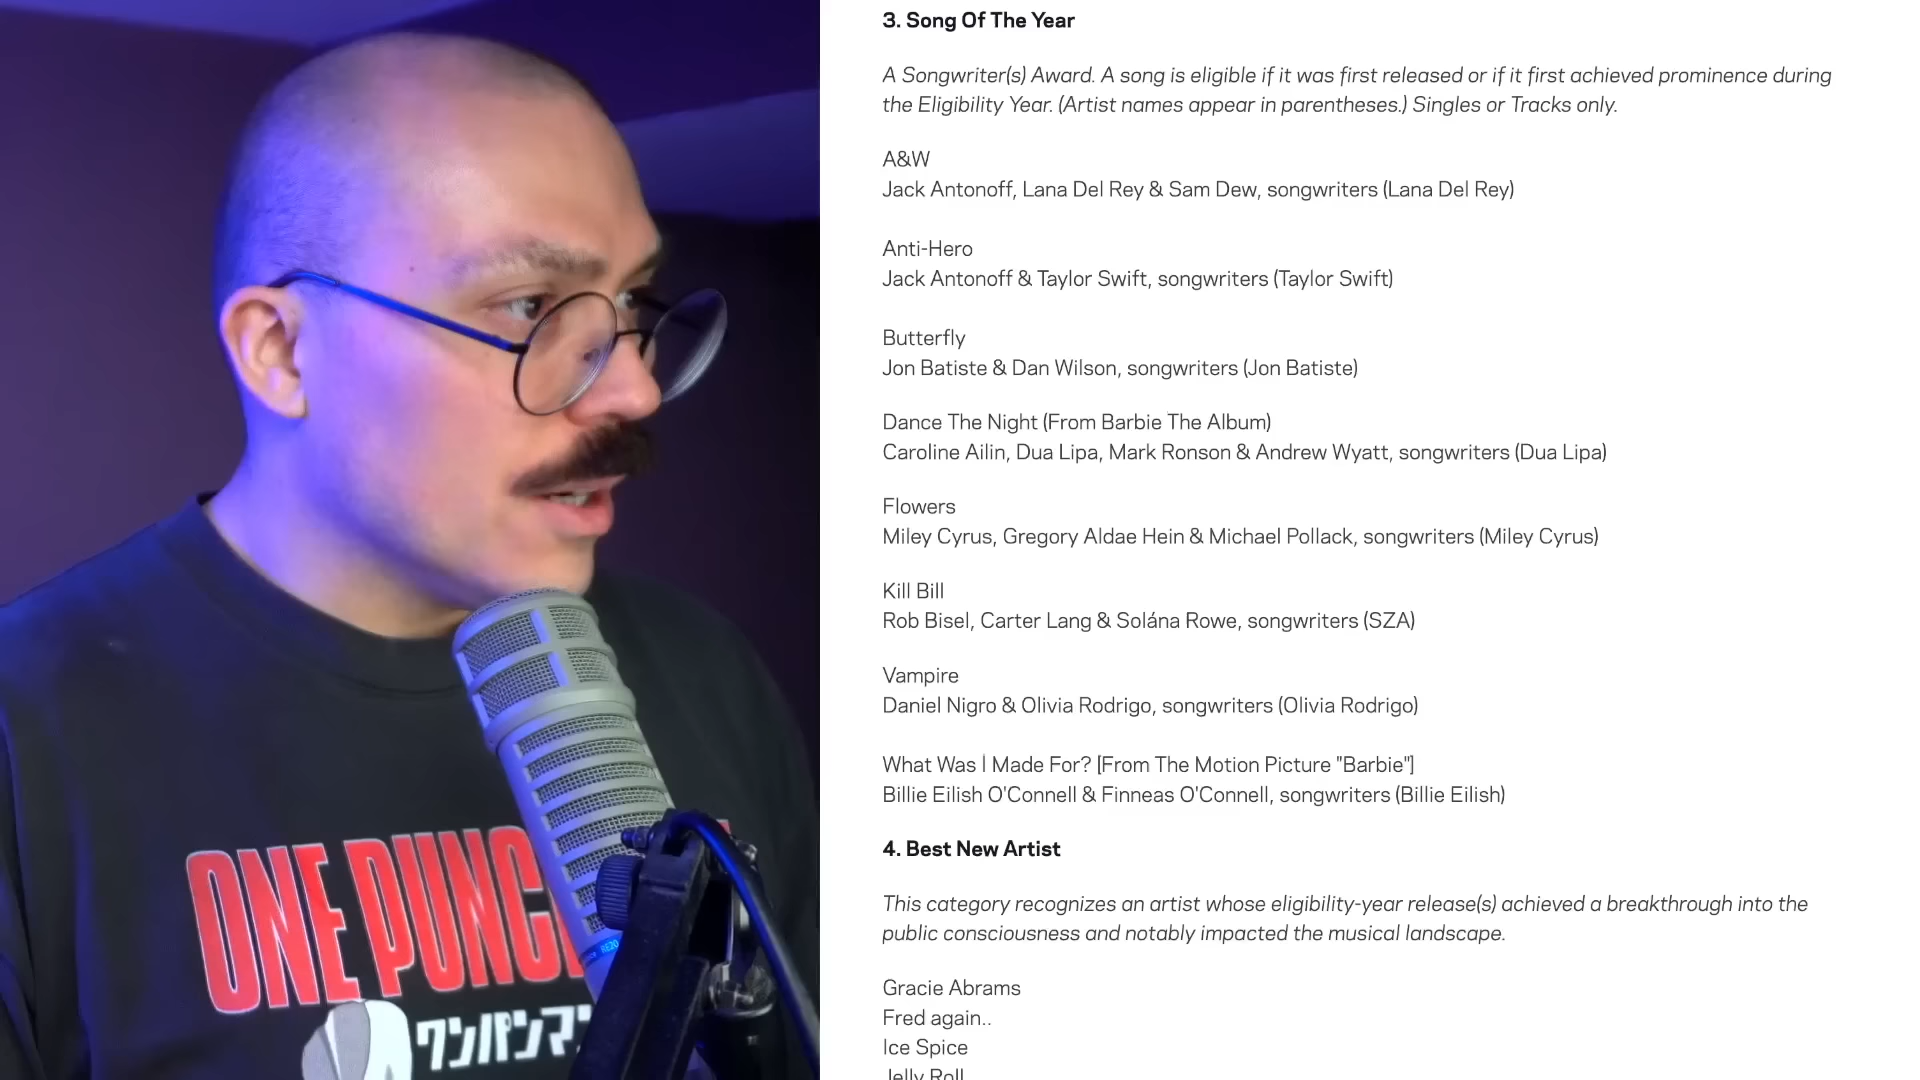 3. Song Of The Year
A Songwriter(s) Award. A song is eligible if it was first released or if it first achieved prominence during
the Eligibility Year. (Artist names appear in parentheses.) Singles or Tracks only.
A&W
Jack Antonoff, Lana Del Rey & Sam Dew, songwriters (Lana Del Rey)
Anti-Hero
Jack Antonoff & Taylor Swift, songwriters (Taylor Swift)
Butterfly
Jon Batiste & Dan Wilson, songwriters (Jon Batiste)
Dance The Night (From Barbie The Album)
Caroline Ailin, Dua Lipa, Mark Ronson & Andrew Wyatt, songwriters (Dua Lipa)
Flowers
Miley Cyrus, Gregory Aldae Hein & Michael Pollack, songwriters (Miley Cyrus)
Kill Bill
Rob Bisel, Carter Lang & Solána Rowe, songwriters (SZA)
Vampire
Daniel Nigro & Olivia Rodrigo, songwriters (Olivia Rodrigo)
What Was I Made For? [From The Motion Picture "Barbie"]
Billie Eilish O'Connell & Finneas O'Connell, songwriters (Billie Eilish)
4. Best New Artist
This category recognizes an artist whose eligibility-year release(s) achieved a breakthrough into the
public consciousness and notably impacted the musical landscape.
Gracie Abrams
Fred again..
Ice Spice
Jelly Roll
ONE PUNC
ワンパンマン
RE20